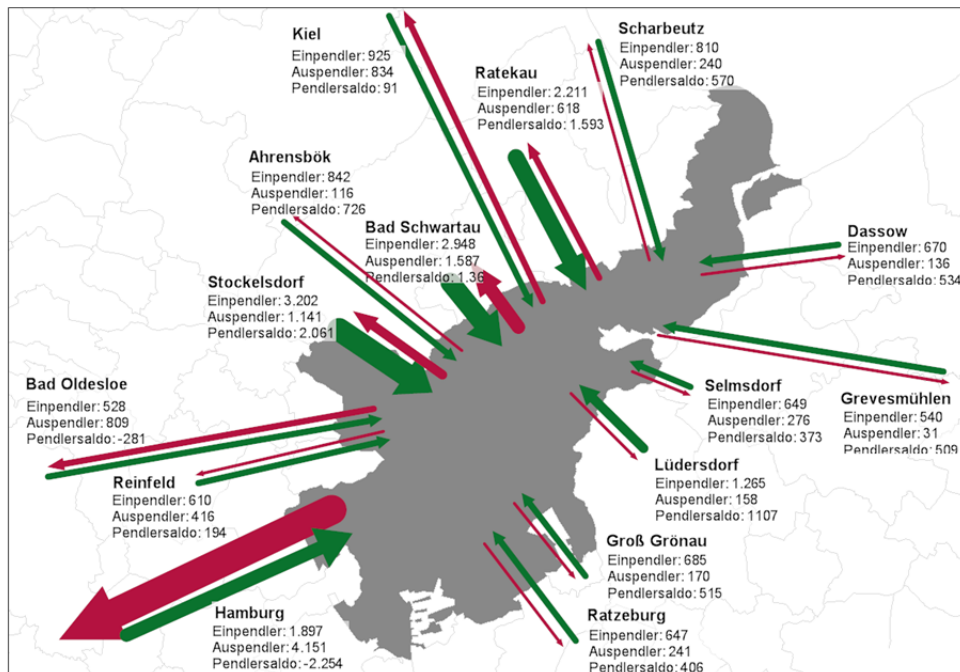 Kiel
Einpendler: 925
Auspendler: 834
Pendlersaldo: 91
Scharbeutz
Einpendler: 810
Auspendler: 240
Pendlersaldo: 570
Ratekau
Einpendler: 2.211
Auspendler: 618
Pendlersaldo: 1.593
Ahrensbök
Einpendler: 842
Auspendler: 116
Pendlersaldo: 726
Bad Schwartau
Einpendler: 2.948
Auspendler: 1.587
Pendlersaldo: 1.36
Dassow
Einpendler: 670
Auspendler: 136
Pendlersaldo: 534
Stockelsdorf
Einpendler: 3.202
Auspendler: 1.141
Pendlersaldo: 2.061
Bad Oldesloe
Einpendler: 528
Auspendler: 809
Pendlersaldo: -281
Selmsdorf
Einpendler: 649
Auspendler: 276
Pendlersaldo: 373
Grevesmühlen
Einpendler: 540
Auspendler: 31
Pendlersaldo: 509
Reinfeld
Einpendler: 610
Auspendler: 416
Pendlersaldo: 194
Lüdersdorf
Einpendler: 1.265
Auspendler: 158
Pendlersaldo: 1107
Groß Grönau
Einpendler: 685
Auspendler: 170
Pendlersaldo: 515
Hamburg
Einpendler: 1.897
Auspendler: 4.151
Pendlersaldo: -2.254
Ratzeburg
Einpendler: 647
Auspendler: 241
Pendlersaldo: 406